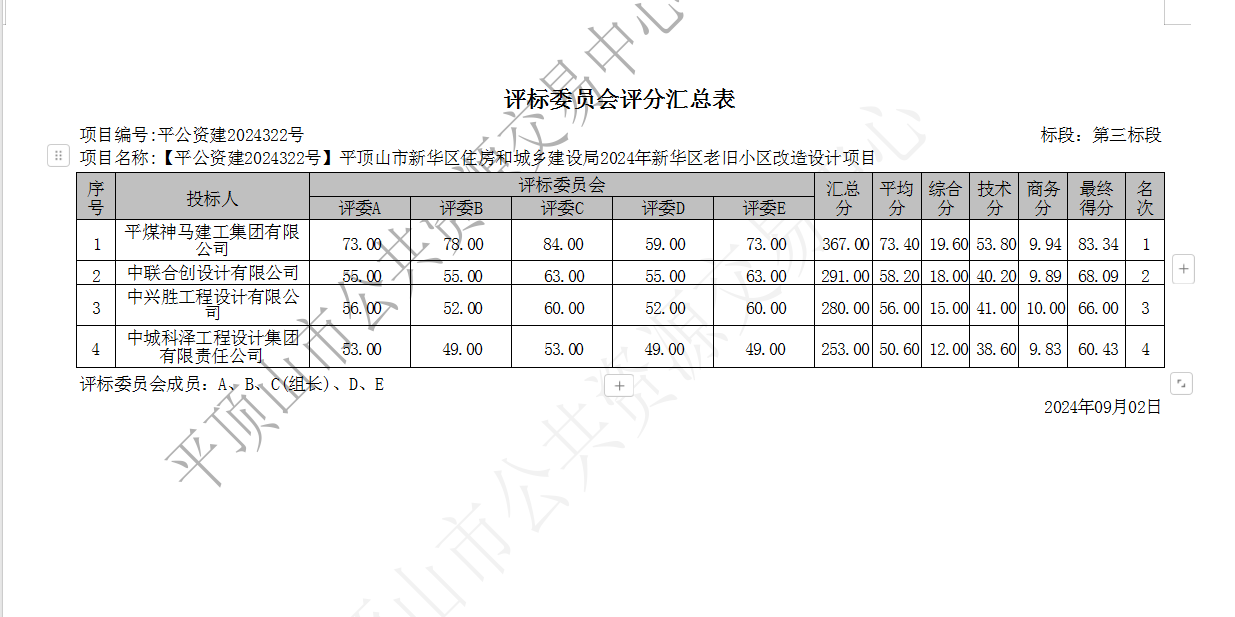 评标委员会评分汇总表
项目编号:平公资建2024322号 标段：第三标段
项目名称:【平公资建2024322号】平顶山市新华区住房和城乡建设局2024年新华区老旧小区改造设计项目
序号 投标人 评标委员会 汇总分 平均分 综合分 技术分 商务分 最终得分 名次
评委A 评委B 评委C 评委D 评委E
1 平煤神马建工集团有限公司 73.00 78.00 84.00 59.00 73.00 367.00 73.40 19.60 53.80 9.94 83.34 1
2 中联合创设计有限公司 55.00 55.00 63.00 55.00 63.00 291.00 58.20 18.00 40.20 9.89 68.09 2
3 中兴胜工程设计有限公司 56.00 52.00 60.00 52.00 60.00 280.00 56.00 15.00 41.00 10.00 66.00 3
4 中城科泽工程设计集团有限责任公司 53.00 49.00 53.00 49.00 49.00 253.00 50.60 12.00 38.60 9.83 60.43 4
评标委员会成员：A、B、C(组长)、D、E
2024年09月02日
平顶山市公共资源交易中心
平顶山市公共资源交易中心